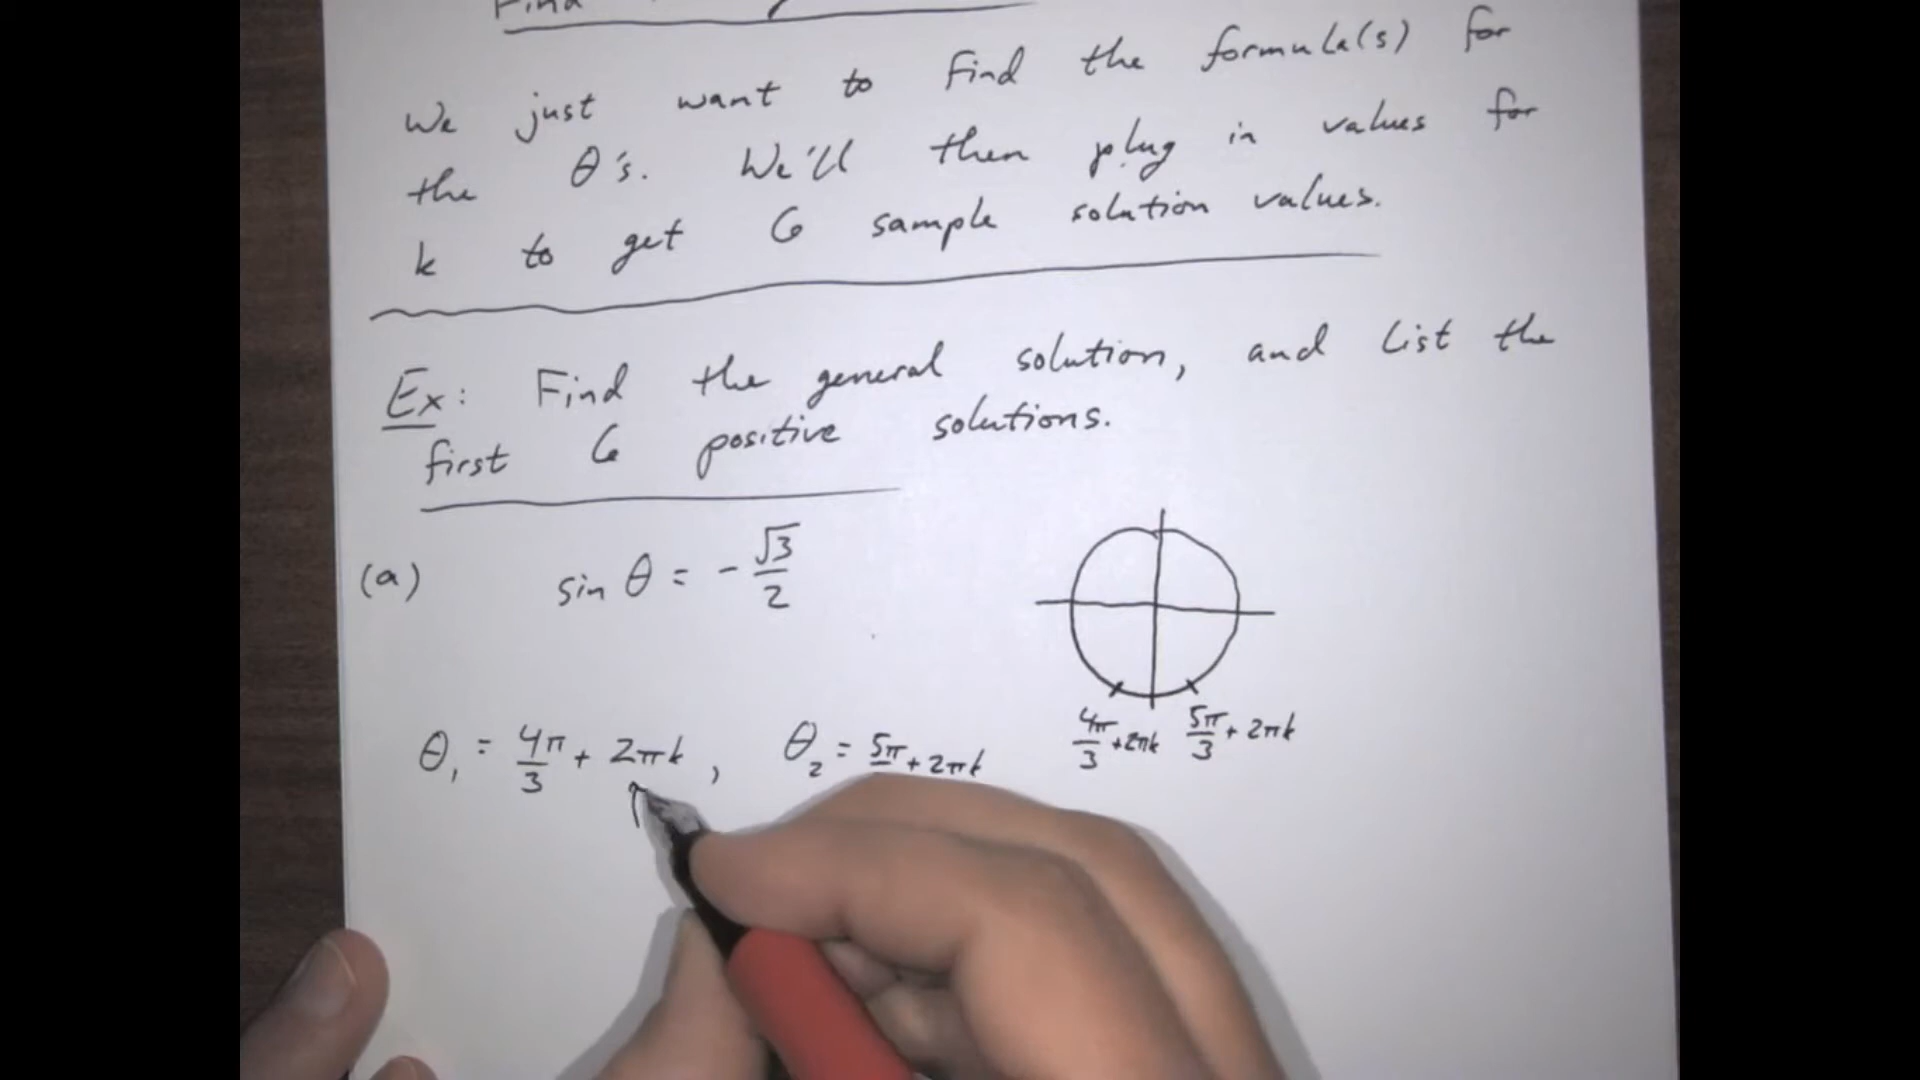 Find
We just want to find the formula(s) for
the θ's. We'll then plug in values for
k to get 6 sample solution values.
Ex: Find the general solution, and list the
first 6 positive solutions.
(a) sin θ = -√3/2
θ₁ = 4π/3 + 2πk, θ₂ = 5π + 2πk
4π/3 + 2πk 5π/3 + 2πk